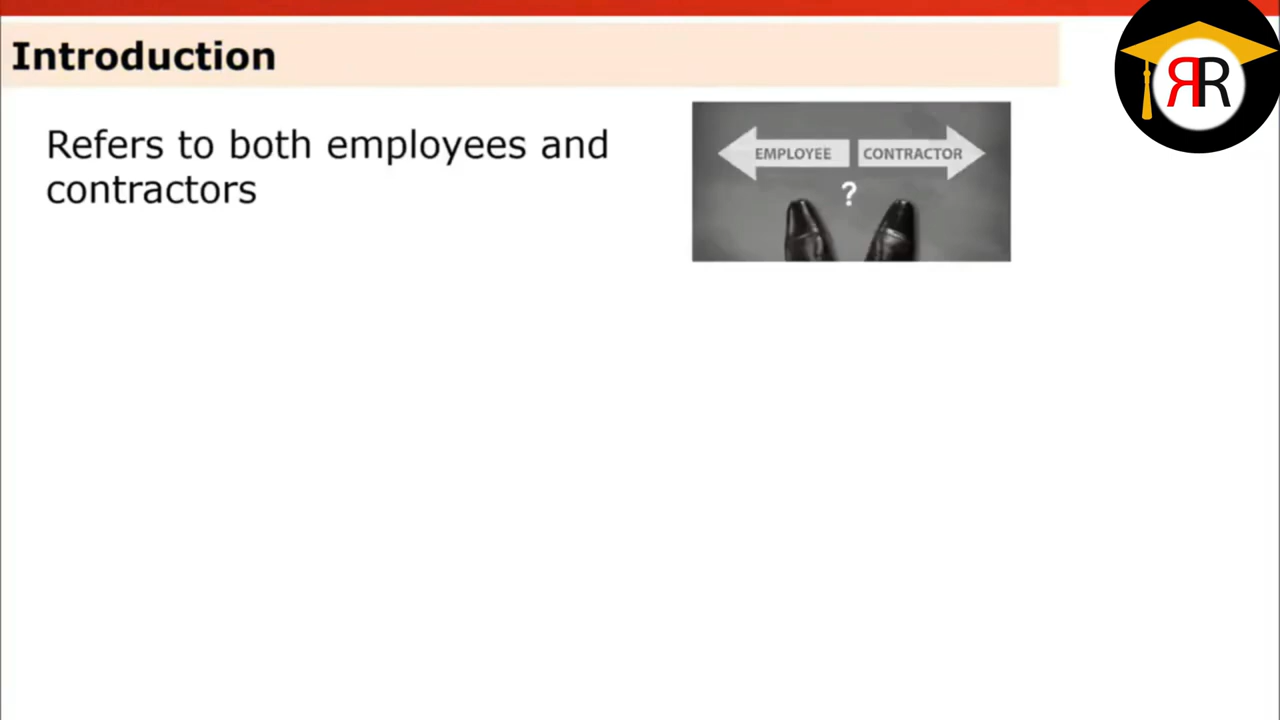 Introduction
Refers to both employees and
contractors
EMPLOYEE
CONTRACTOR
?
RR